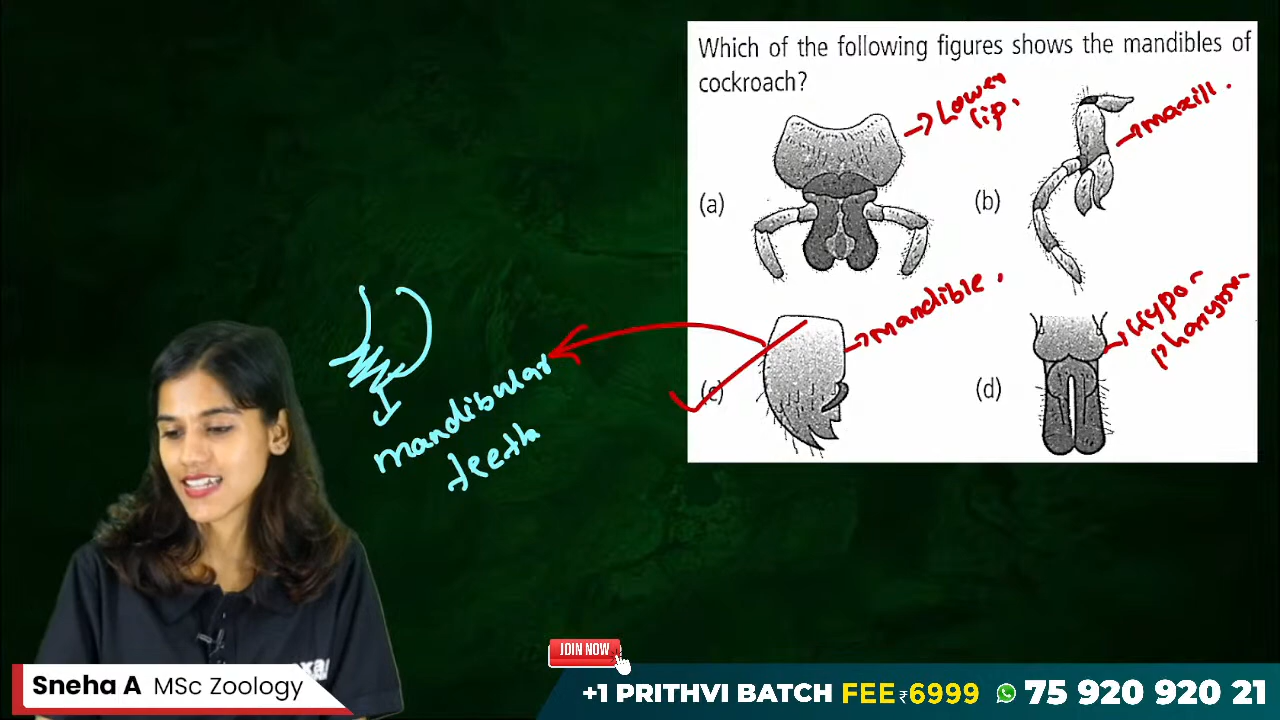 Which of the following figures shows the mandibles of
cockroach?
Lower
lip.
maxill.
(a)
(b)
mandible.
Hypo-
(c)
(d)
mandibular
teeth
JOIN NOW
Sneha A MSc Zoology
+1 PRITHVI BATCH FEE ₹6999 75 920 920 21